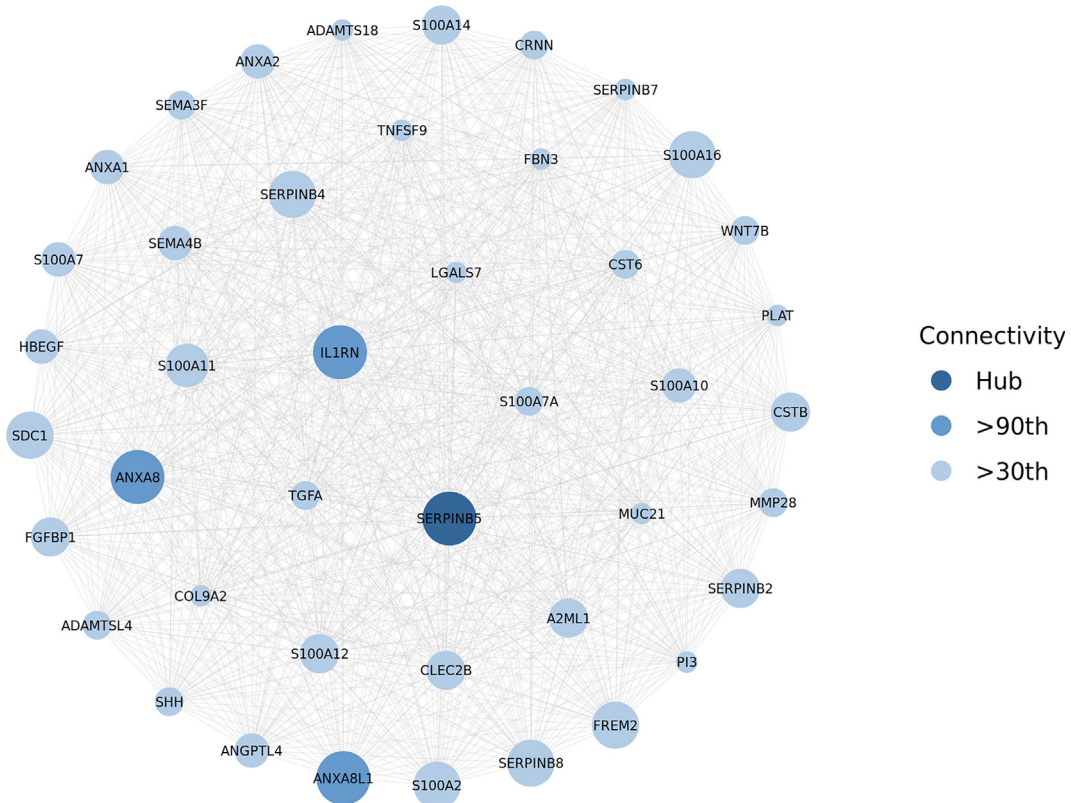 S100A14
ADAMTS18
CRNN
ANXA2
SERPINB7
SEMA3F
TNFSF9
S100A16
FBN3
ANXA1
SERPINB4
WNT7B
SEMA4B
S100A7
CST6
LGALS7
PLAT
HBEGF
IL1RN
S100A11
S100A10
S100A7A
CSTB
SDC1
ANXA8
TGFA
MMP28
MUC21
SERPINB5
FGFBP1
SERPINB2
COL9A2
A2ML1
ADAMTSL4
S100A12
PI3
CLEC2B
SHH
FREM2
ANGPTL4
SERPINB8
ANXA8L1
S100A2
Connectivity
Hub
>90th
>30th